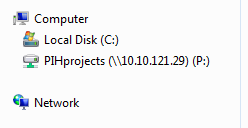 Computer
Local Disk (C:)
PIHprojects (\\10.10.121.29) (P:)
Network